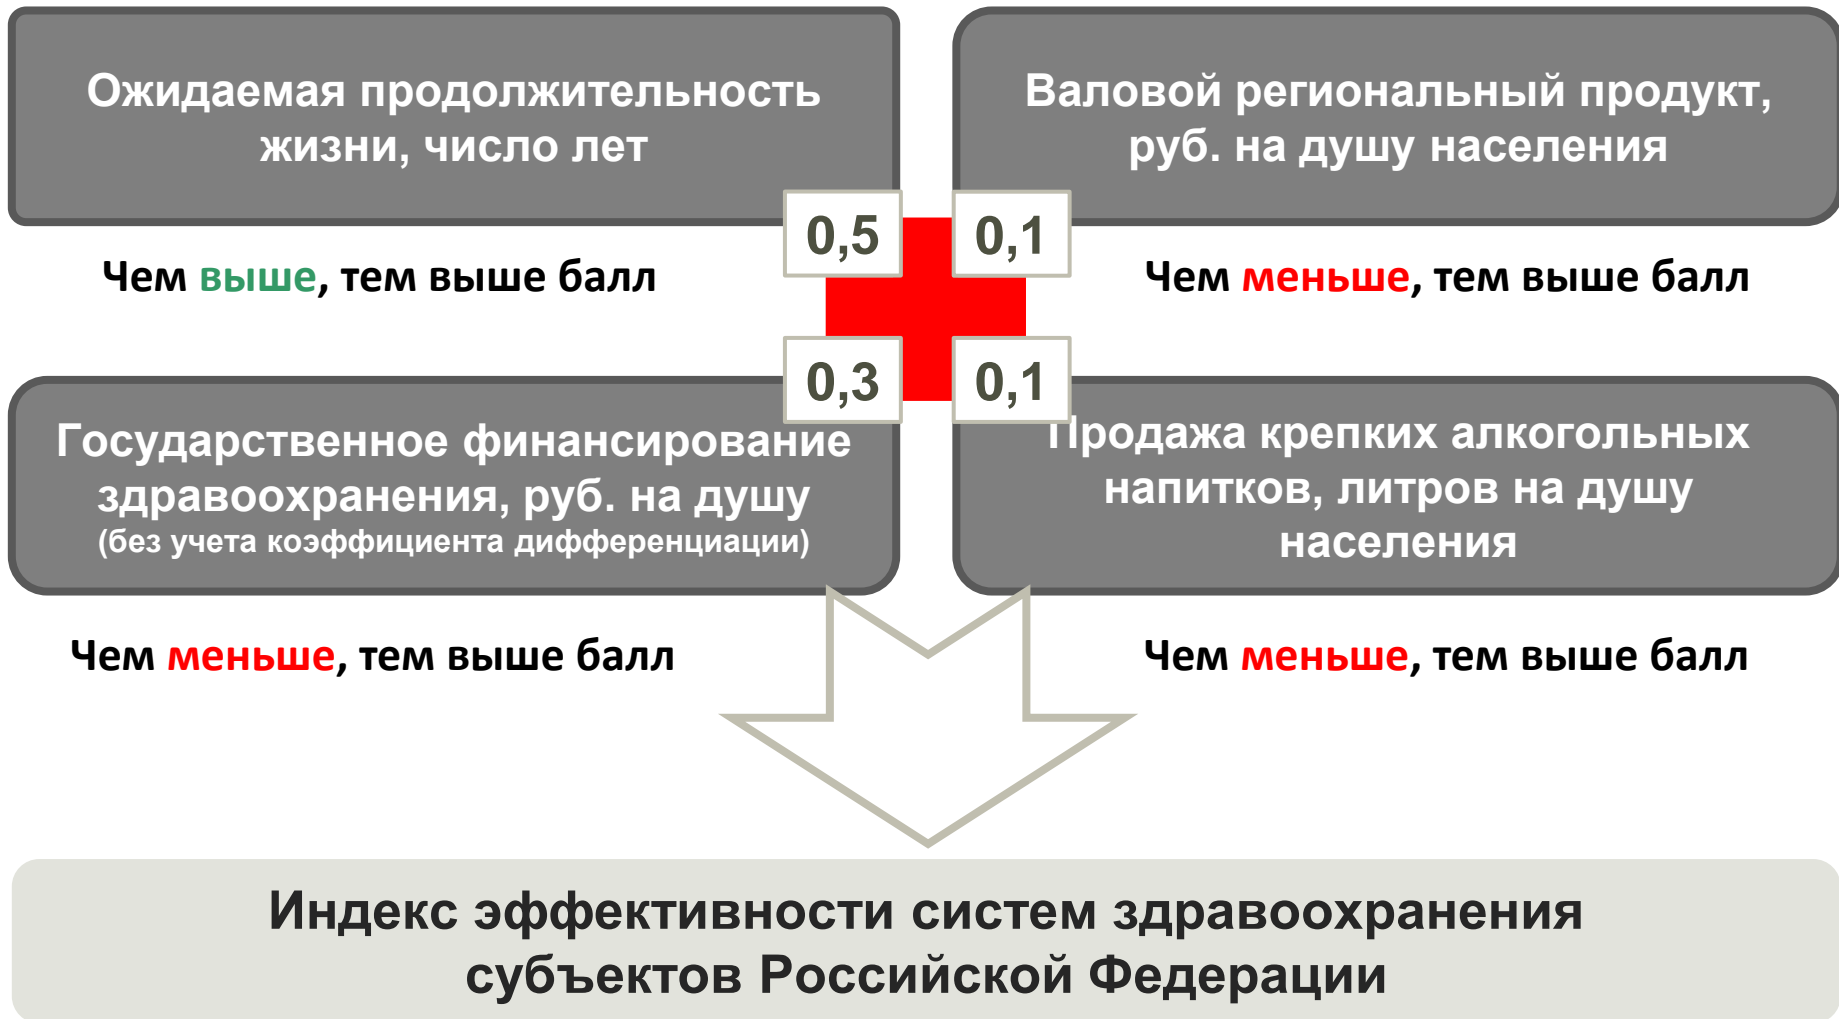 Ожидаемая продолжительность
жизни, число лет
Валовой региональный продукт,
руб. на душу населения
0,5
0,1
Чем выше, тем выше балл
Чем меньше, тем выше балл
0,3
0,1
Государственное финансирование
здравоохранения, руб. на душу
(без учета коэффициента дифференциации)
Продажа крепких алкогольных
напитков, литров на душу
населения
Чем меньше, тем выше балл
Чем меньше, тем выше балл
Индекс эффективности систем здравоохранения
субъектов Российской Федерации